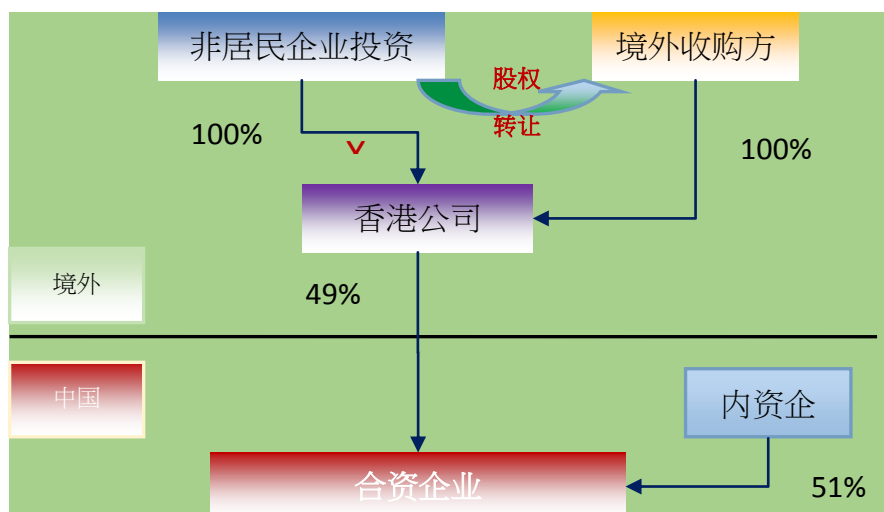 非居民企业投资
境外收购方
股权
转让
100%
v
100%
香港公司
境外
49%
中国
内资企
合资企业
51%